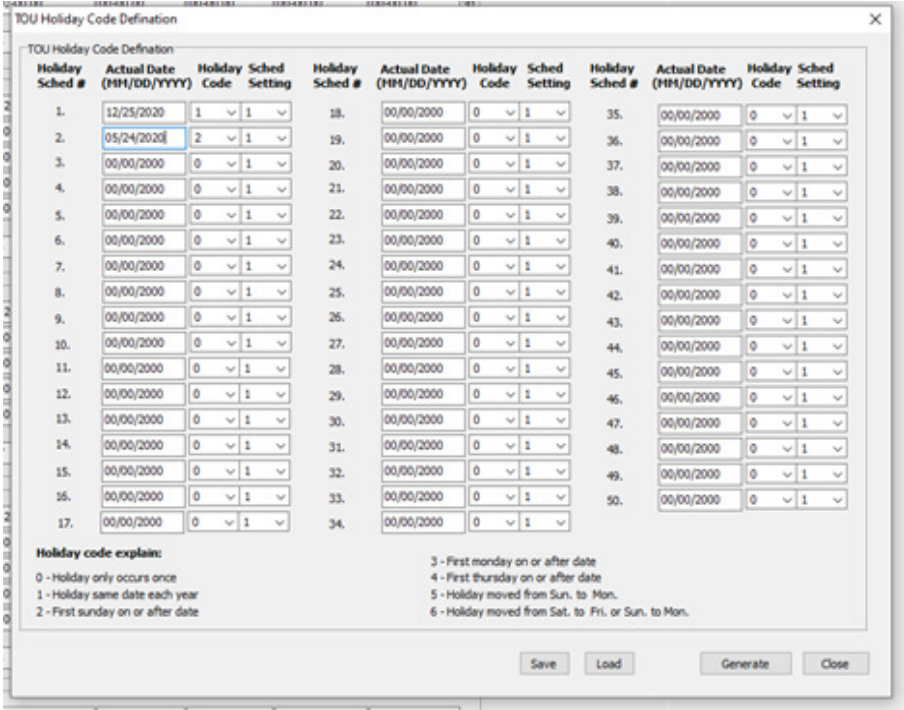 TOU Holiday Code Defination
TOU Holiday Code Defination
Holiday Sched # Actual Date (MM/DD/YYYY) Holiday Code Sched Setting Holiday Sched # Actual Date (MM/DD/YYYY) Holiday Code Sched Setting Holiday Sched # Actual Date (MM/DD/YYYY) Holiday Code Sched Setting
1. 12/25/2020 1 1 18. 00/00/2000 0 1 35. 00/00/2000 0 1
2. 05/24/2020 2 1 19. 00/00/2000 0 1 36. 00/00/2000 0 1
3. 00/00/2000 0 1 20. 00/00/2000 0 1 37. 00/00/2000 0 1
4. 00/00/2000 0 1 21. 00/00/2000 0 1 38. 00/00/2000 0 1
5. 00/00/2000 0 1 22. 00/00/2000 0 1 39. 00/00/2000 0 1
6. 00/00/2000 0 1 23. 00/00/2000 0 1 40. 00/00/2000 0 1
7. 00/00/2000 0 1 24. 00/00/2000 0 1 41. 00/00/2000 0 1
8. 00/00/2000 0 1 25. 00/00/2000 0 1 42. 00/00/2000 0 1
9. 00/00/2000 0 1 26. 00/00/2000 0 1 43. 00/00/2000 0 1
10. 00/00/2000 0 1 27. 00/00/2000 0 1 44. 00/00/2000 0 1
11. 00/00/2000 0 1 28. 00/00/2000 0 1 45. 00/00/2000 0 1
12. 00/00/2000 0 1 29. 00/00/2000 0 1 46. 00/00/2000 0 1
13. 00/00/2000 0 1 30. 00/00/2000 0 1 47. 00/00/2000 0 1
14. 00/00/2000 0 1 31. 00/00/2000 0 1 48. 00/00/2000 0 1
15. 00/00/2000 0 1 32. 00/00/2000 0 1 49. 00/00/2000 0 1
16. 00/00/2000 0 1 33. 00/00/2000 0 1 50. 00/00/2000 0 1
17. 00/00/2000 0 1 34. 00/00/2000 0 1
Holiday code explain:
0 - Holiday only occurs once
1 - Holiday same date each year
2 - First sunday on or after date
3 - First monday on or after date
4 - First thursday on or after date
5 - Holiday moved from Sun. to Mon.
6 - Holiday moved from Sat. to Fri. or Sun. to Mon.
Save Load Generate Close